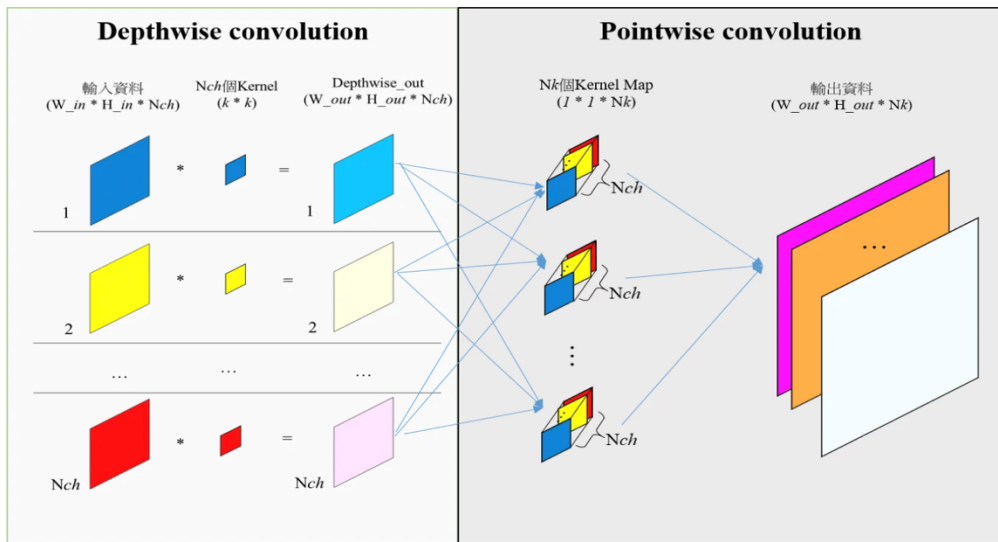 Depthwise convolution
輸入資料
(W_in * H_in * Nch)
Nch個Kernel
(k * k)
Depthwise_out
(W_out * H_out * Nch)
1
*
=
1
2
*
=
2
...
...
...
Nch
*
=
Nch
Pointwise convolution
Nk個Kernel Map
(1 * 1 * Nk)
輸出資料
(W_out * H_out * Nk)
Nch
Nch
...
Nch
...